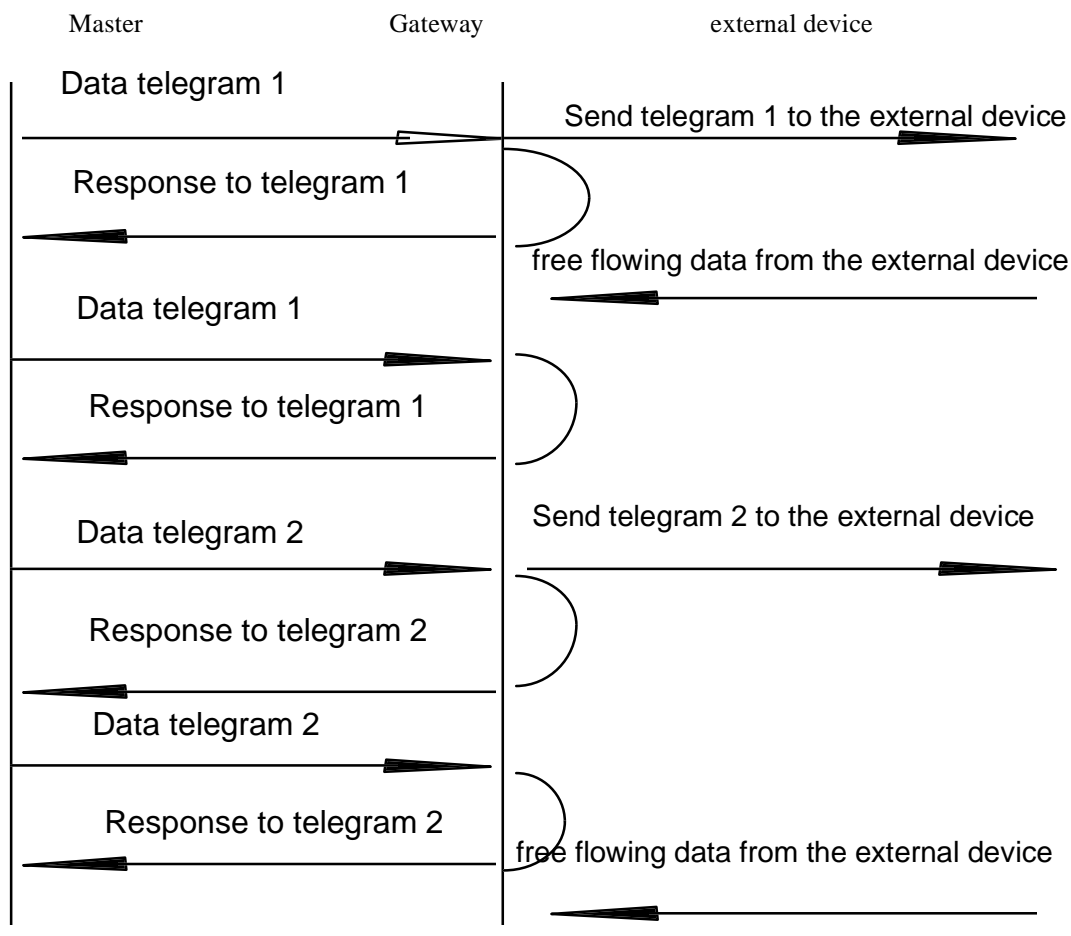 Master Gateway external device
Data telegram 1
Send telegram 1 to the external device
Response to telegram 1
free flowing data from the external device
Data telegram 1
Response to telegram 1
Send telegram 2 to the external device
Data telegram 2
Response to telegram 2
Data telegram 2
Response to telegram 2
free flowing data from the external device